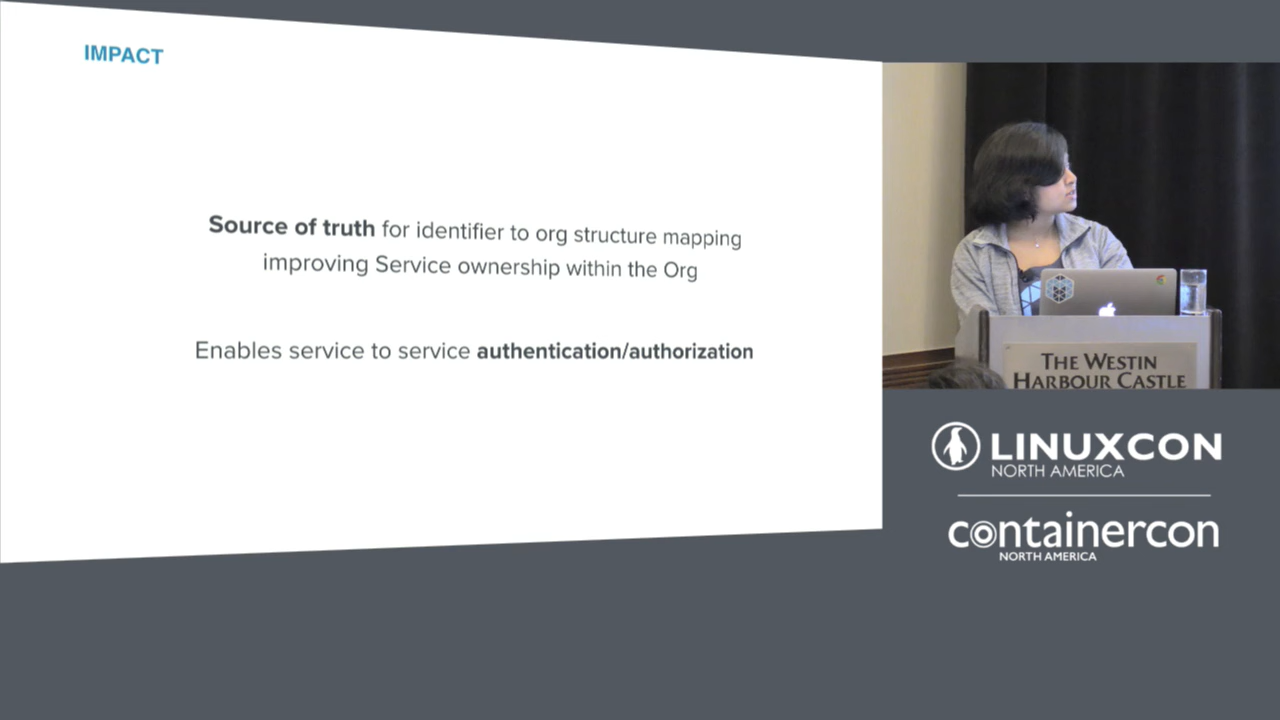 IMPACT
Source of truth for identifier to org structure mapping
improving Service ownership within the Org
Enables service to service authentication/authorization
THE WESTIN
HARBOUR CASTLE
LINUXCON
NORTH AMERICA
containercon
NORTH AMERICA